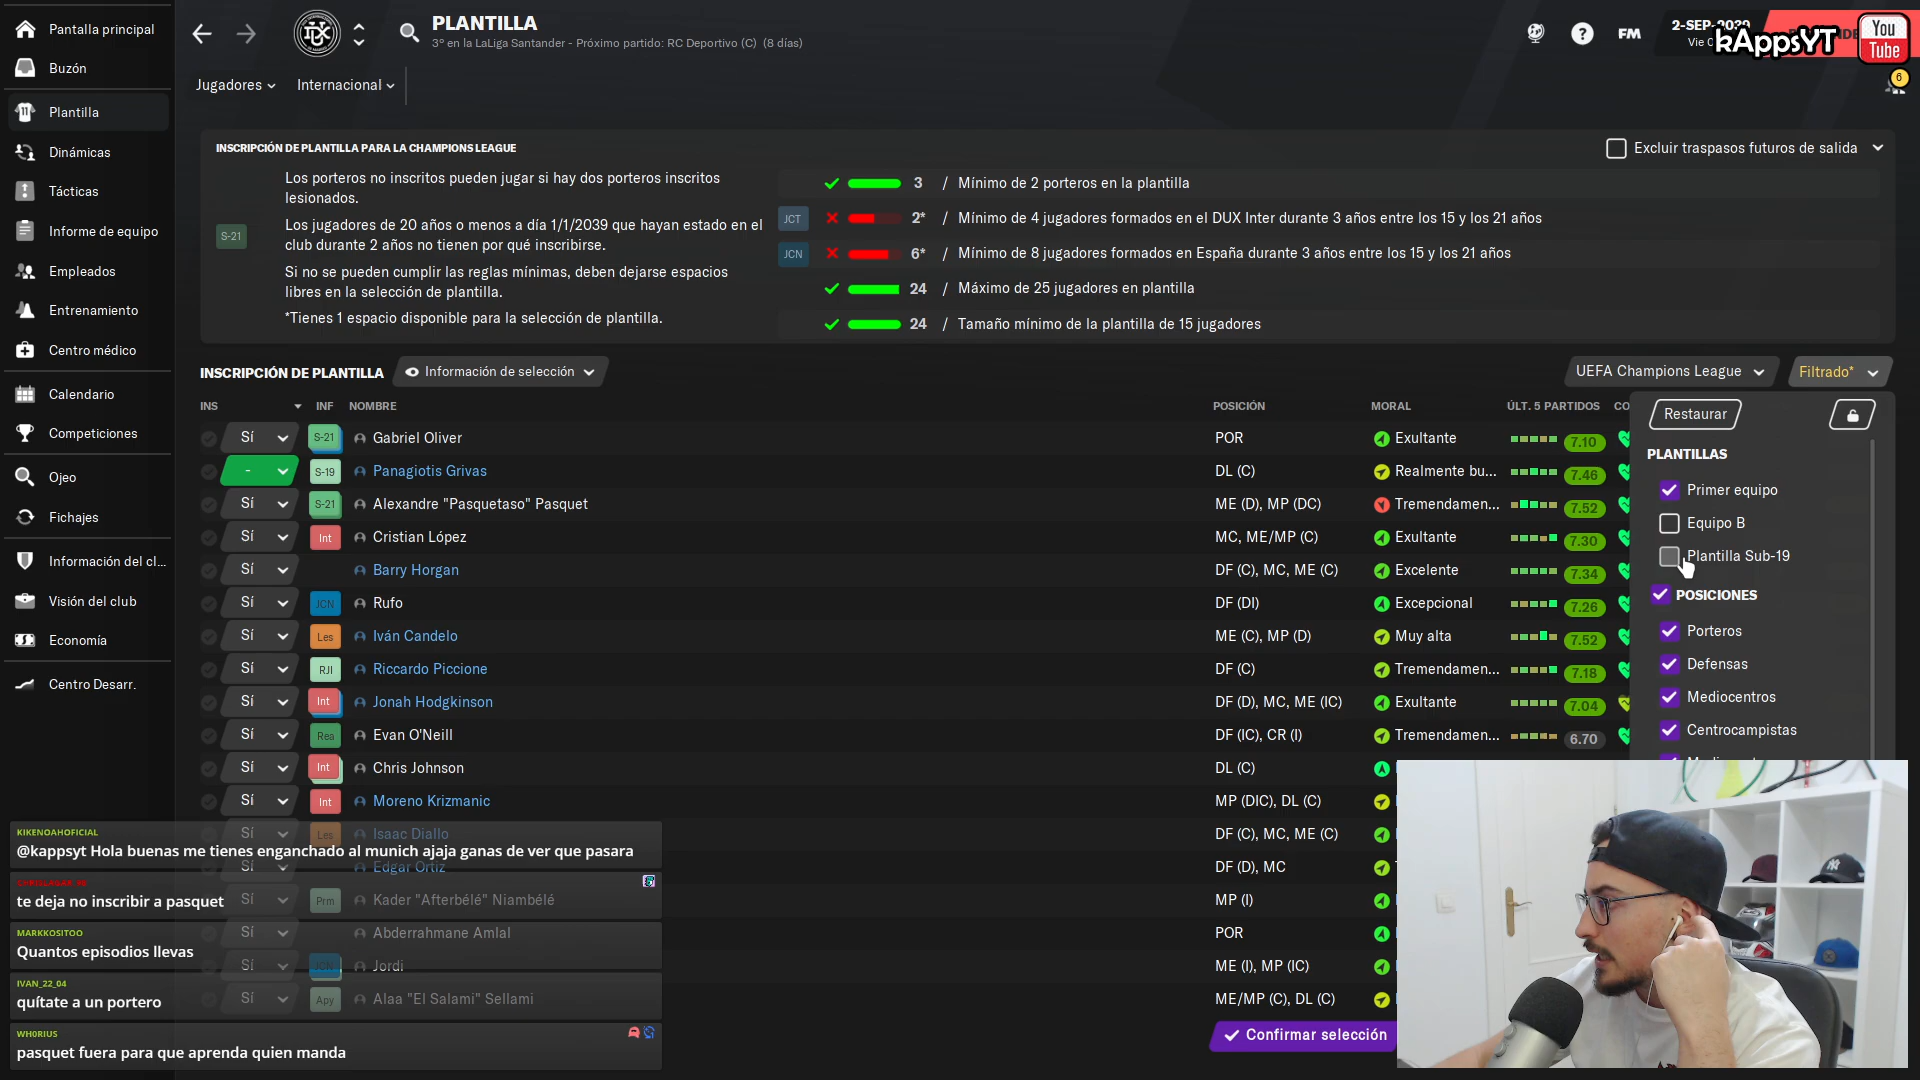 Pantalla principal
Buzón
Plantilla
Dinámicas
Tácticas
Informe de equipo
Empleados
Entrenamiento
Centro médico
Calendario
Competiciones
Ojeo
Fichajes
Información del cl...
Visión del club
Economía
Centro Desarr.
PLANTILLA
3º en la LaLiga Santander - Próximo partido: RC Deportivo (C) (8 días)
FM
2-SEP-2039
Vie
kAppsYT
You
Tube
6
Jugadores
Internacional
INSCRIPCIÓN DE PLANTILLA PARA LA CHAMPIONS LEAGUE
Excluir traspasos futuros de salida
S-21
Los porteros no inscritos pueden jugar si hay dos porteros inscritos
lesionados.
Los jugadores de 20 años o menos a día 1/1/2039 que hayan estado en el
club durante 2 años no tienen por qué inscribirse.
Si no se pueden cumplir las reglas mínimas, deben dejarse espacios
libres en la selección de plantilla.
*Tienes 1 espacio disponible para la selección de plantilla.
3 / Mínimo de 2 porteros en la plantilla
JCT 2* / Mínimo de 4 jugadores formados en el DUX Inter durante 3 años entre los 15 y los 21 años
JCN 6* / Mínimo de 8 jugadores formados en España durante 3 años entre los 15 y los 21 años
24 / Máximo de 25 jugadores en plantilla
24 / Tamaño mínimo de la plantilla de 15 jugadores
INSCRIPCIÓN DE PLANTILLA
Información de selección
UEFA Champions League
Filtrado*
INS INF NOMBRE POSICIÓN MORAL ÚLT. 5 PARTIDOS CO
Sí S-21 Gabriel Oliver POR Exultante 7.10
- S-19 Panagiotis Grivas DL (C) Realmente bu... 7.46
Sí S-21 Alexandre "Pasquetaso" Pasquet ME (D), MP (DC) Tremendamen... 7.52
Sí Int Cristian López MC, ME/MP (C) Exultante 7.30
Sí Barry Horgan DF (C), MC, ME (C) Excelente 7.34
Sí JCN Rufo DF (DI) Excepcional 7.26
Sí Les Iván Candelo ME (C), MP (D) Muy alta 7.52
Sí RJI Riccardo Piccione DF (C) Tremendamen... 7.18
Sí Int Jonah Hodgkinson DF (D), MC, ME (IC) Exultante 7.04
Sí Rea Evan O'Neill DF (IC), CR (I) Tremendamen... 6.70
Sí Int Chris Johnson DL (C)
Sí Int Moreno Krizmanic MP (DIC), DL (C)
Sí Les Isaac Diallo DF (C), MC, ME (C)
Sí Edgar Ortiz DF (D), MC
Sí Prm Kader "Afterbélé" Niambélé MP (I)
Sí Abderrahmane Amlal POR
Sí JCN Jordi ME (I), MP (IC)
Sí Apy Alaa "El Salami" Sellami ME/MP (C), DL (C)
Confirmar selección
Restaurar
PLANTILLAS
Primer equipo
Equipo B
Plantilla Sub-19
POSICIONES
Porteros
Defensas
Mediocentros
Centrocampistas
KIKENOAHOFICIAL
@kappsyt Hola buenas me tienes enganchado al munich ajaja ganas de ver que pasara
te deja no inscribir a pasquet
MARKKOSITOO
Quantos episodios llevas
IVAN_22_04
quítate a un portero
WH0RIUS
pasquet fuera para que aprenda quien manda